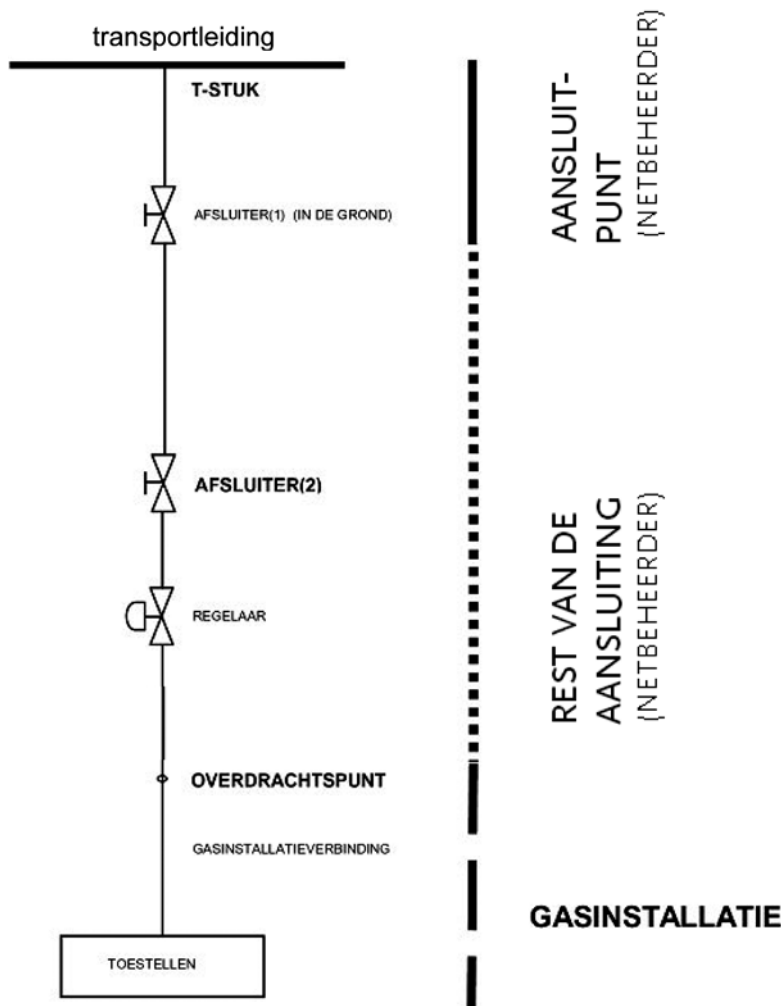 transportleiding
T-STUK
AFSLUITER(1) (IN DE GROND)
AFSLUITER(2)
REGELAAR
OVERDRACHTSPUNT
GASINSTALLATIEVERBINDING
TOESTELLEN
AANSLUIT-
PUNT
(NETBEHEERDER)
REST VAN DE
AANSLUITING
(NETBEHEERDER)
GASINSTALLATIE